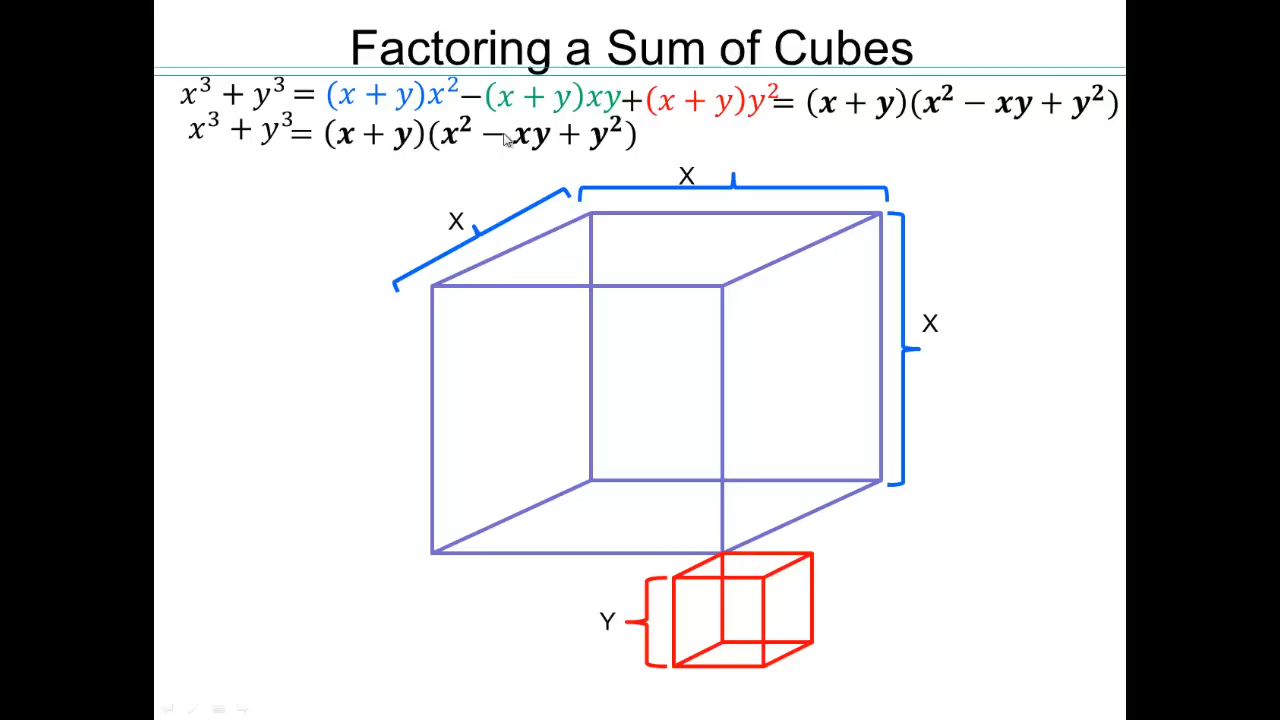 Factoring a Sum of Cubes
x³ + y³ = (x + y)x² − (x + y)xy + (x + y)y² = (x + y)(x² − xy + y²)
x³ + y³ = (x + y)(x² − xy + y²)
X
X
X
Y